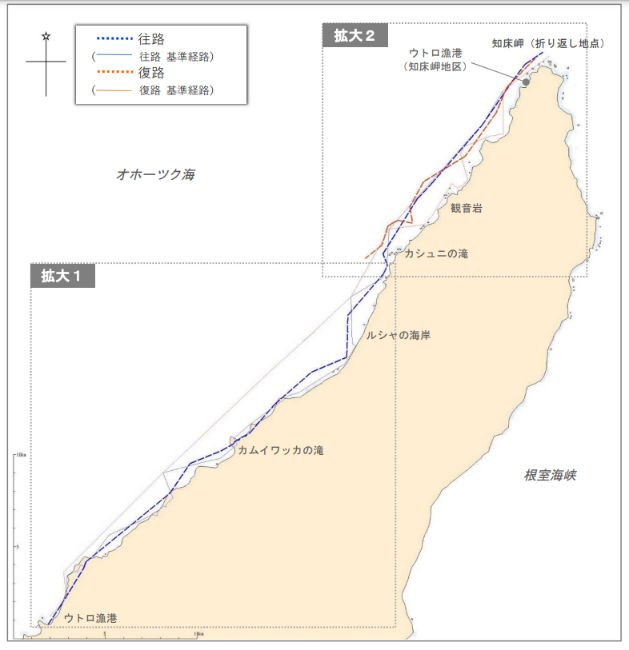 往路
(往路 基準経路)
復路
(復路 基準経路)
拡大2
知床岬(折り返し地点)
ウトロ漁港
(知床岬地区)
オホーツク海
観音岩
カシュニの滝
拡大1
ルシャの海岸
カムイワッカの滝
10km
根室海峡
5
ウトロ漁港
5
10km